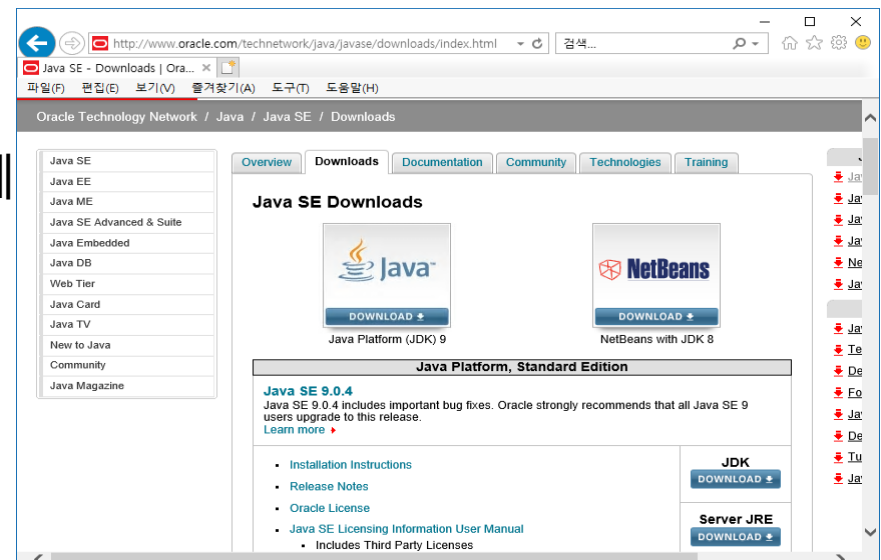 http://www.oracle.com/technetwork/java/javase/downloads/index.html
검색...
Java SE - Downloads | Ora...
파일(F) 편집(E) 보기(V) 즐겨찾기(A) 도구(T) 도움말(H)
Oracle Technology Network / Java / Java SE / Downloads
Java SE
Java EE
Java ME
Java SE Advanced & Suite
Java Embedded
Java DB
Web Tier
Java Card
Java TV
New to Java
Community
Java Magazine
Overview Downloads Documentation Community Technologies Training
Java SE Downloads
Java
DOWNLOAD
Java Platform (JDK) 9
NetBeans
DOWNLOAD
NetBeans with JDK 8
Java Platform, Standard Edition
Java SE 9.0.4
Java SE 9.0.4 includes important bug fixes. Oracle strongly recommends that all Java SE 9
users upgrade to this release.
Learn more
Installation Instructions
Release Notes
Oracle License
Java SE Licensing Information User Manual
Includes Third Party Licenses
JDK
DOWNLOAD
Server JRE
DOWNLOAD